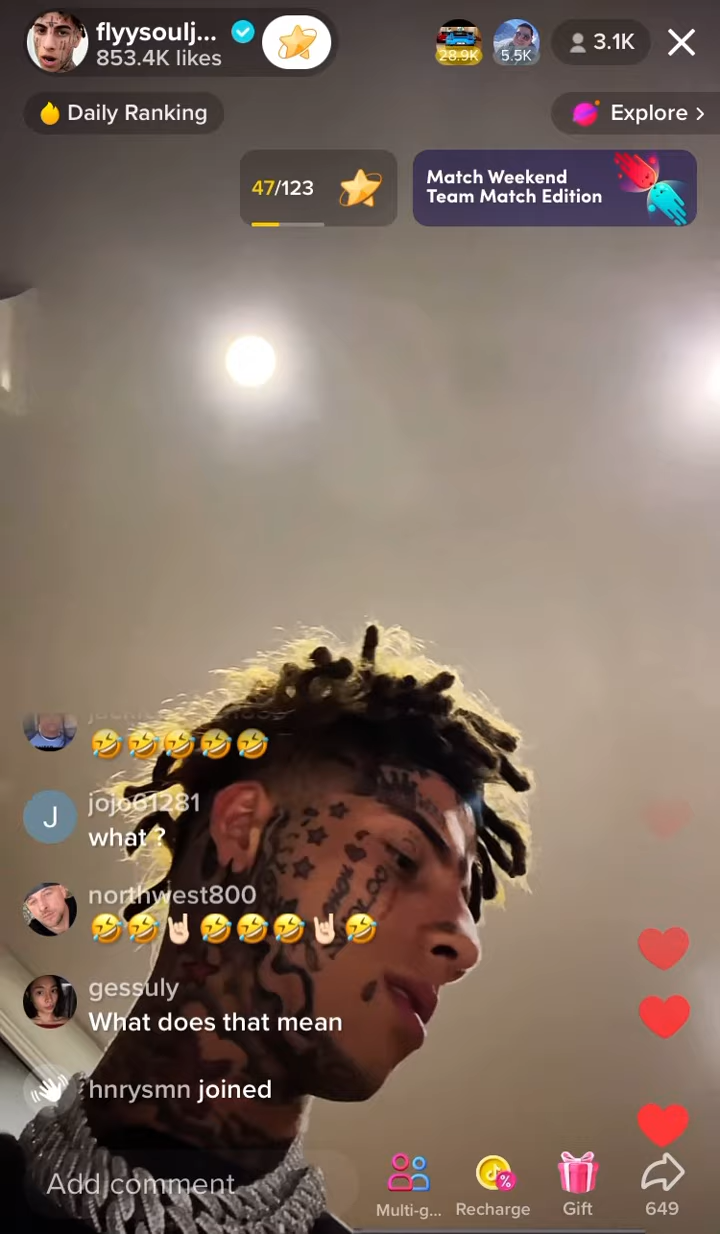 flyysoulj...
853.4K likes
28.9K
5.5K
3.1K
Daily Ranking
Explore >
47/123
Match Weekend
Team Match Edition
🤣🤣🤣🤣🤣
J
jojo61281
what ?
northwest800
🤣🤣🤘🏻🤣🤣🤣🤘🏻🤣
gessuly
What does that mean
hnrysmn joined
Add comment
Multi-g...
Recharge
Gift
649